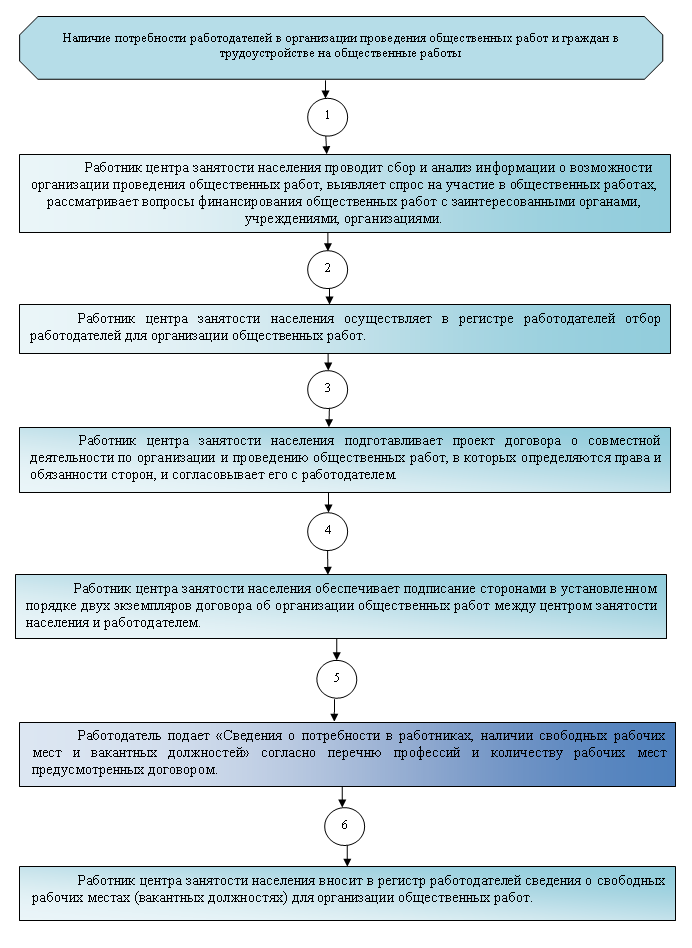 Наличие потребности работодателей в организации проведения общественных работ и граждан в
трудоустройстве на общественные работы
1
Работник центра занятости населения проводит сбор и анализ информации о возможности
организации проведения общественных работ, выявляет спрос на участие в общественных работах,
рассматривает вопросы финансирования общественных работ с заинтересованными органами,
учреждениями, организациями.
2
Работник центра занятости населения осуществляет в регистре работодателей отбор
работодателей для организации общественных работ.
3
Работник центра занятости населения подготавливает проект договора о совместной
деятельности по организации и проведению общественных работ, в которых определяются права и
обязанности сторон, и согласовывает его с работодателем.
4
Работник центра занятости населения обеспечивает подписание сторонами в установленном
порядке двух экземпляров договора об организации общественных работ между центром занятости
населения и работодателем.
5
Работодатель подает «Сведения о потребности в работниках, наличии свободных рабочих
мест и вакантных должностей» согласно перечню профессий и количеству рабочих мест
предусмотренных договором.
6
Работник центра занятости населения вносит в регистр работодателей сведения о свободных
рабочих местах (вакантных должностях) для организации общественных работ.